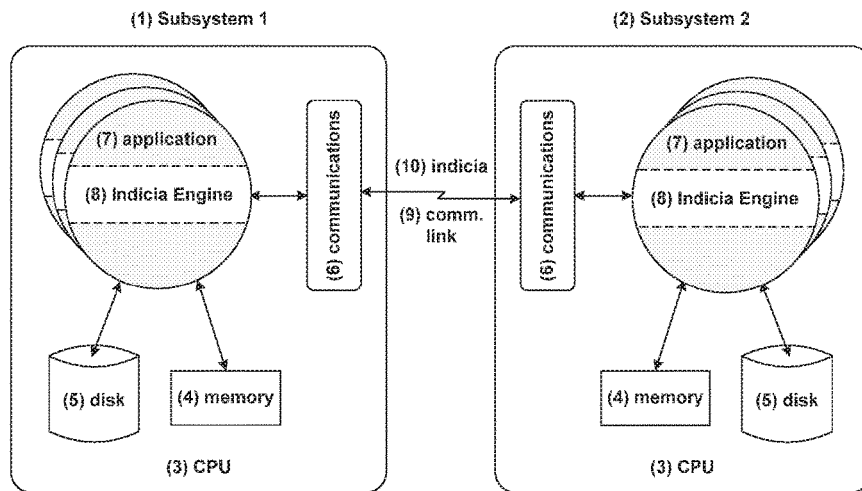 (1) Subsystem 1
(2) Subsystem 2
(7) application
(8) Indicia Engine
(6) communications
(10) indicia
(9) comm.
link
(6) communications
(7) application
(8) Indicia Engine
(5) disk
(4) memory
(4) memory
(5) disk
(3) CPU
(3) CPU